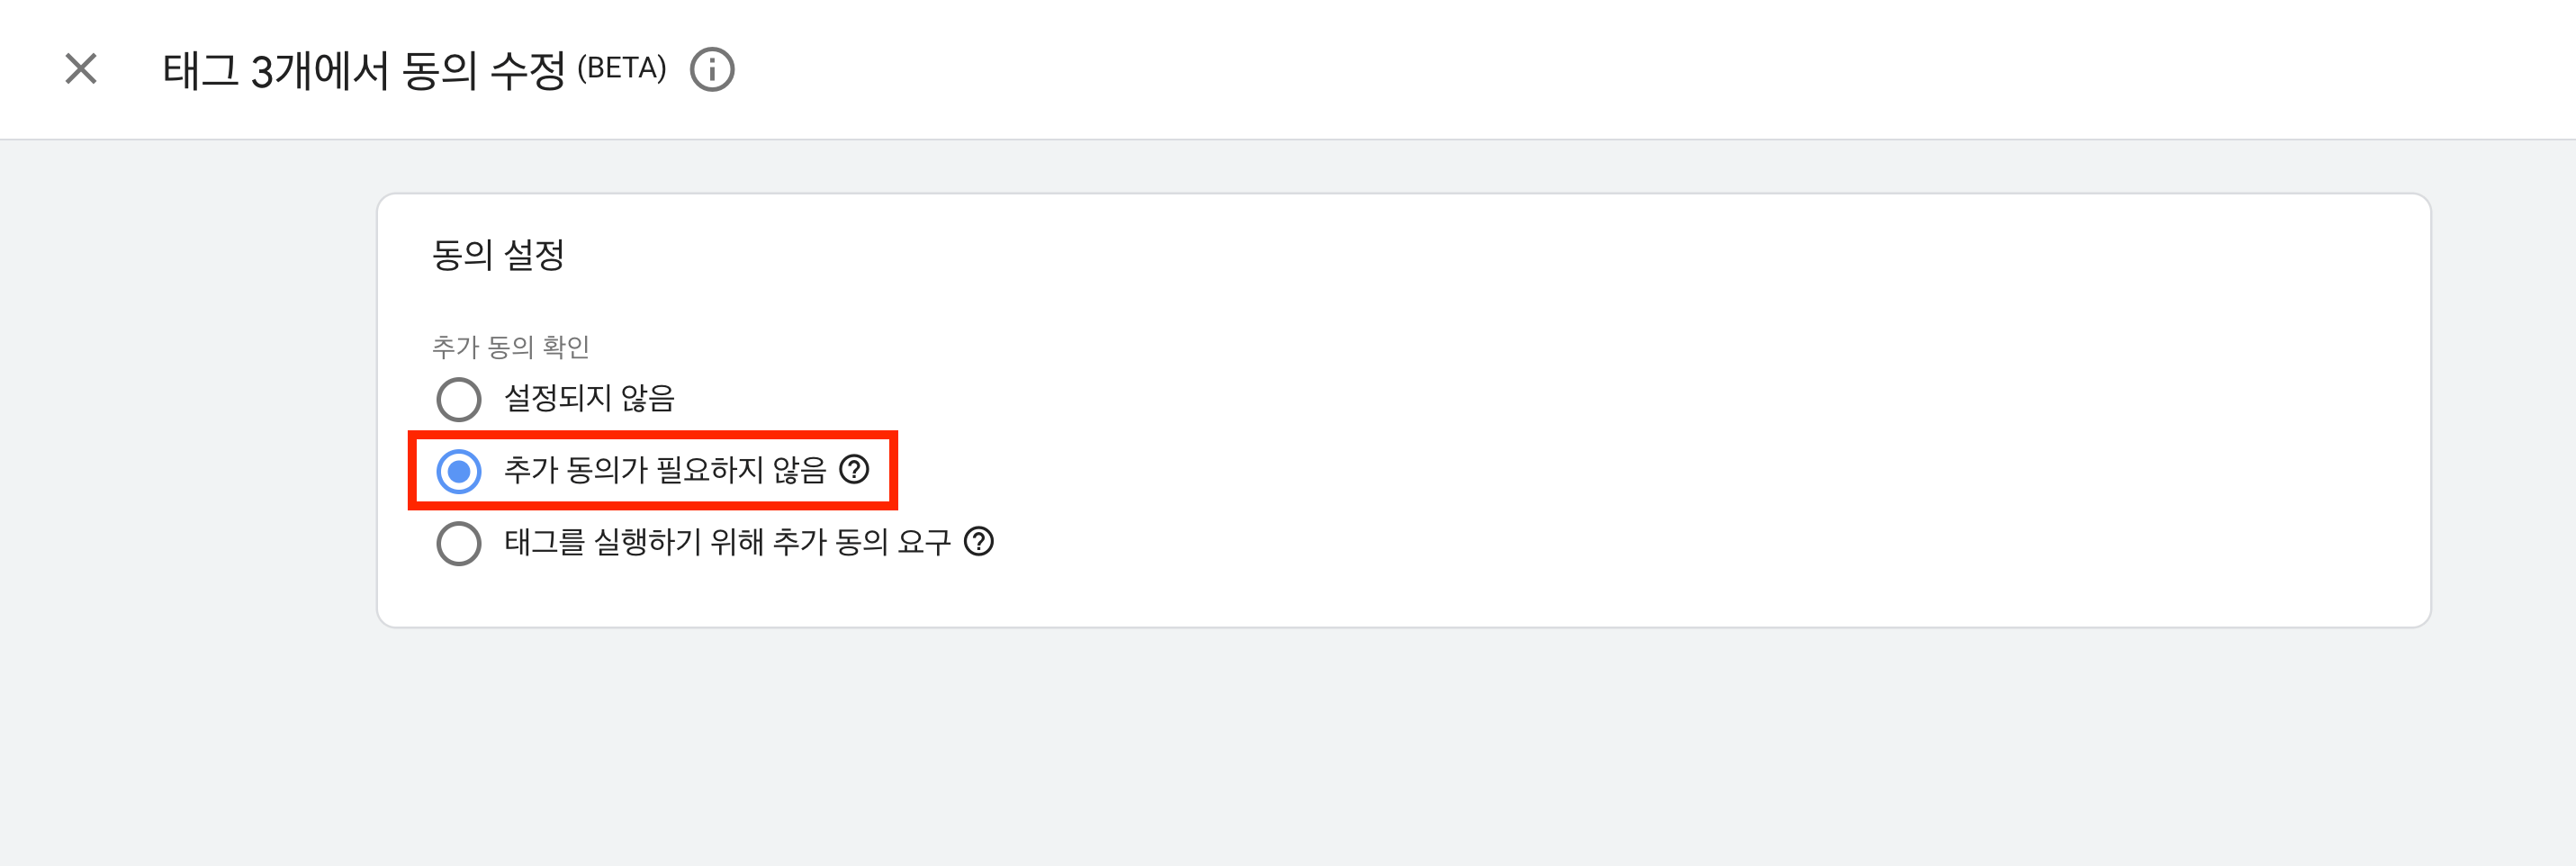 태그 3개에서 동의 수정 (BETA)
동의 설정
추가 동의 확인
설정되지 않음
추가 동의가 필요하지 않음
태그를 실행하기 위해 추가 동의 요구